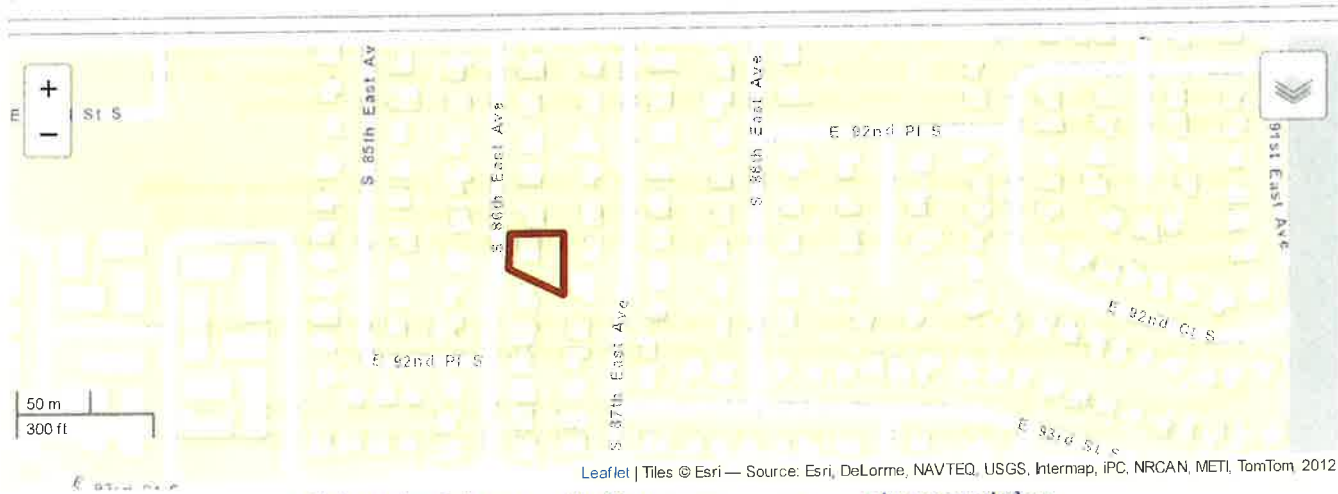 +
−
St S
S 85th East Av
S 86th East Ave
S 88th East Ave
E 92nd Pl S
91st East Ave
S 87th East Ave
E 92nd Ct S
E 92nd Pl S
50 m
300 ft
E 93rd St S
Leaflet | Tiles © Esri — Source: Esri, DeLorme, NAVTEQ, USGS, Intermap, iPC, NRCAN, METI, TomTom, 2012